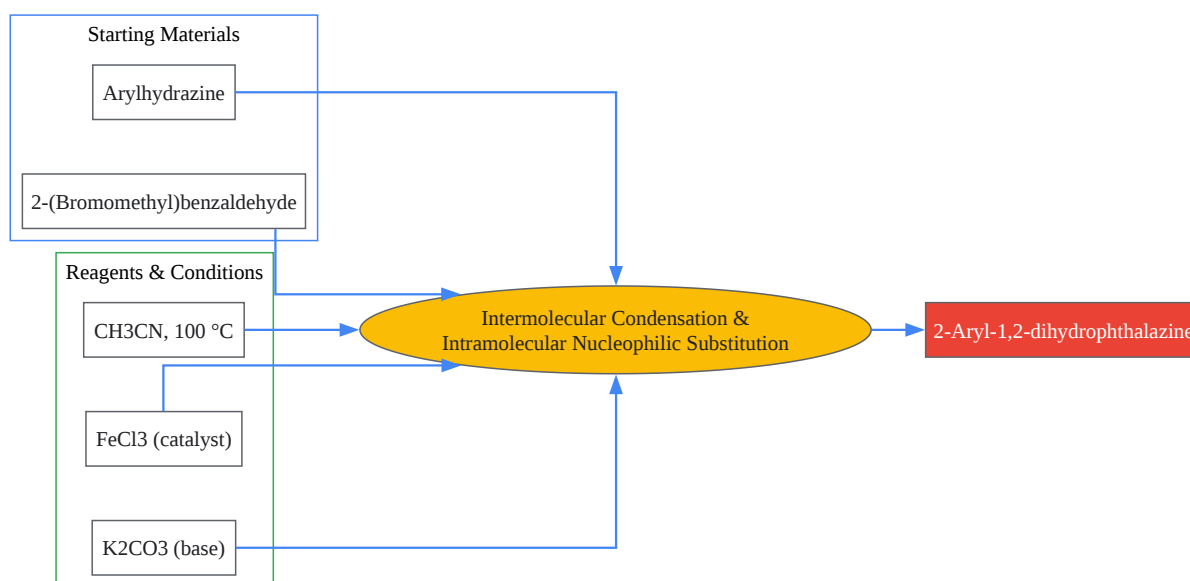 Starting Materials
Arylhydrazine
2-(Bromomethyl)benzaldehyde
Reagents & Conditions
CH3CN, 100 °C
FeCl3 (catalyst)
K2CO3 (base)
Intermolecular Condensation &
Intramolecular Nucleophilic Substitution
2-Aryl-1,2-dihydrophthalazine